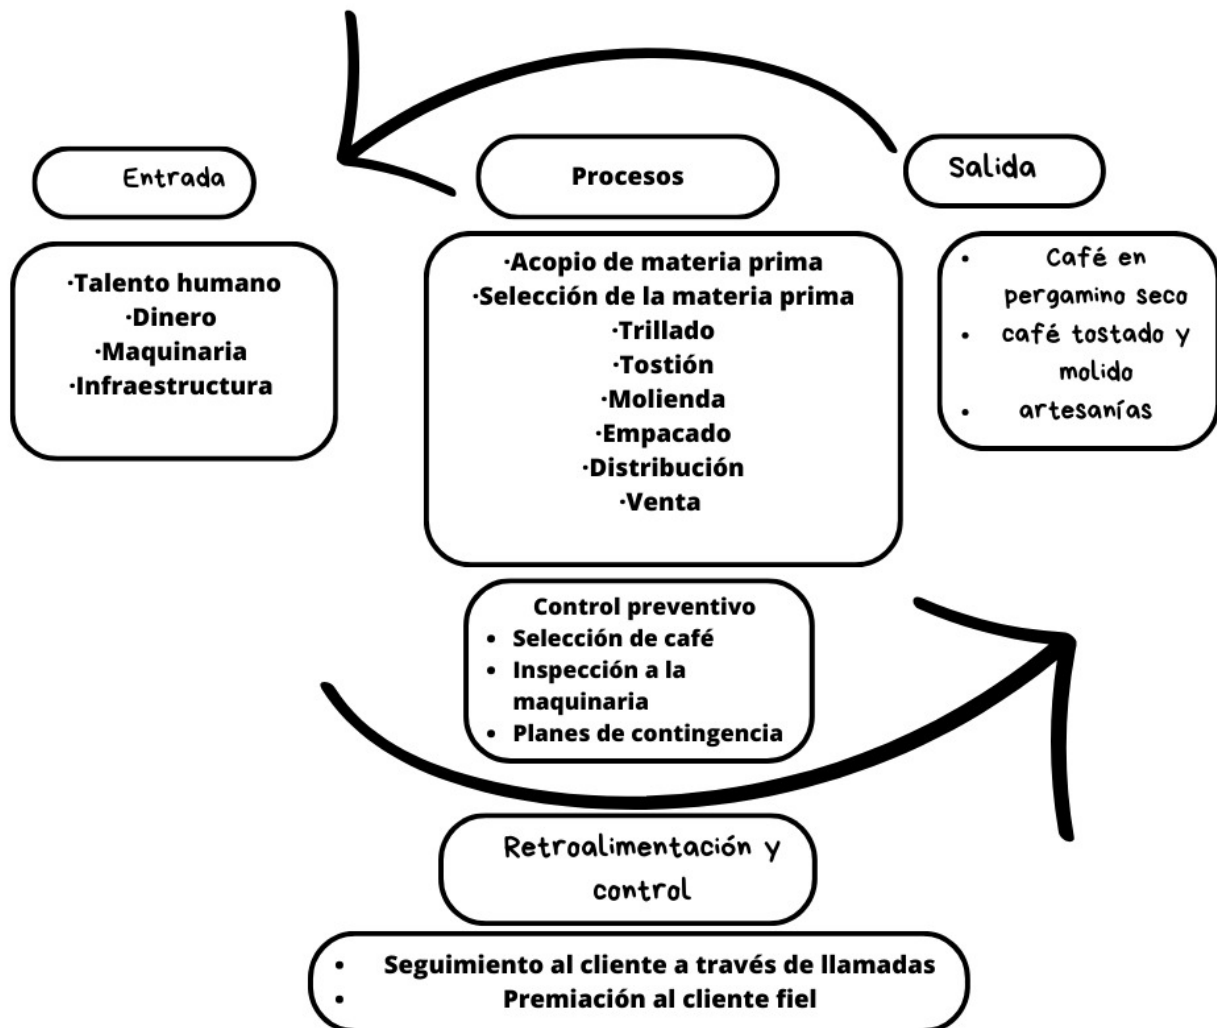 Entrada
·Talento humano
·Dinero
·Maquinaria
·Infraestructura
Procesos
·Acopio de materia prima
·Selección de la materia prima
·Trillado
·Tostión
·Molienda
·Empacado
·Distribución
·Venta
Salida
• Café en
pergamino seco
• café tostado y
molido
• artesanías
Control preventivo
• Selección de café
• Inspección a la
maquinaria
• Planes de contingencia
Retroalimentación y
control
• Seguimiento al cliente a través de llamadas
• Premiación al cliente fiel